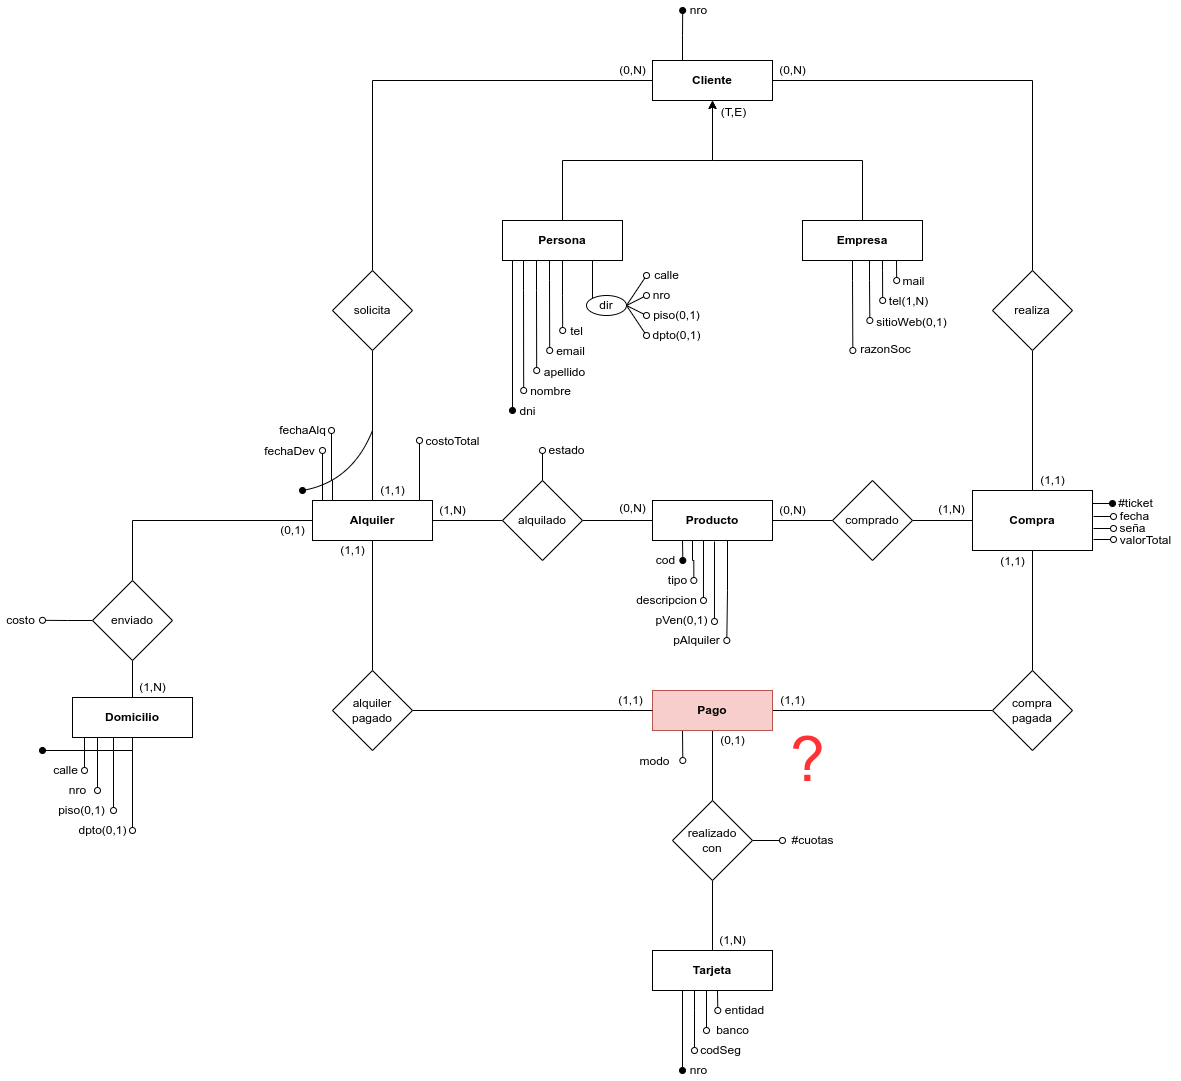 nro
(0,N)
Cliente
(0,N)
(T,E)
Persona
Empresa
calle
nro
piso(0,1)
dpto(0,1)
dir
tel
email
apellido
nombre
dni
mail
tel(1,N)
sitioWeb(0,1)
razonSoc
solicita
realiza
fechaAlq
fechaDev
costoTotal
estado
(1,1)
(1,1)
(0,1)
Alquiler
(1,N)
alquilado
(0,N)
Producto
(0,N)
comprado
(1,N)
Compra
#ticket
fecha
seña
valorTotal
(1,1)
(1,1)
cod
tipo
descripcion
pVen(0,1)
pAlquiler
costo
enviado
(1,N)
Domicilio
calle
nro
piso(0,1)
dpto(0,1)
alquiler
pagado
(1,1)
Pago
(1,1)
compra
pagada
modo
(0,1)
?
realizado
con
#cuotas
(1,N)
Tarjeta
entidad
banco
codSeg
nro